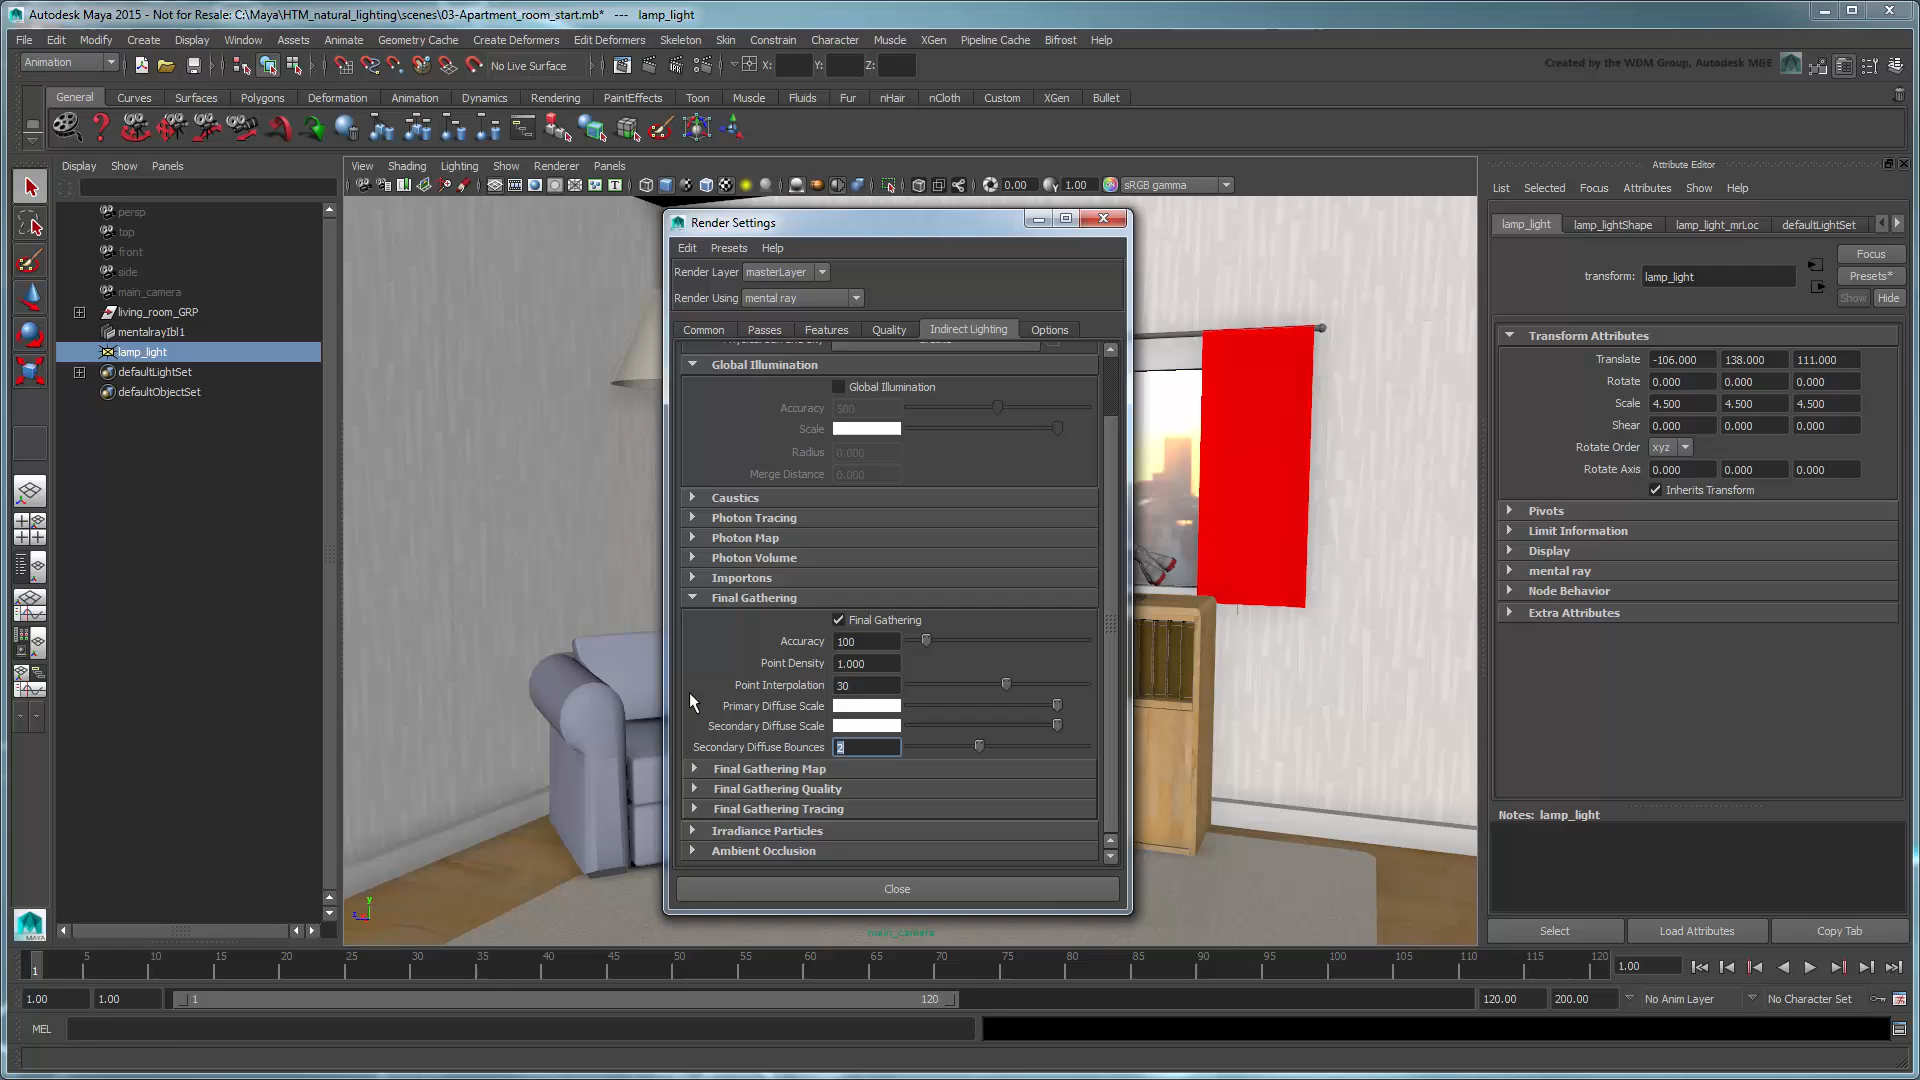 Autodesk Maya 2015 - Not for Resale: C:\Maya\HTM_natural_lighting\scenes\03-Apartment_room_start.mb* --- lamp_light
File Edit Modify Create Display Window Assets Animate Geometry Cache Create Deformers Edit Deformers Skeleton Skin Constrain Character Muscle XGen Pipeline Cache Bifrost Help
Animation No Live Surface X: Y: Z: Created by the WDM Group, Autodesk M&E
General Curves Surfaces Polygons Deformation Animation Dynamics Rendering PaintEffects Toon Muscle Fluids Fur nHair nCloth Custom XGen Bullet
Display Show Panels
persp
top
front
side
main_camera
living_room_GRP
mentalrayIbl1
lamp_light
defaultLightSet
defaultObjectSet
View Shading Lighting Show Renderer Panels
0.00 1.00 sRGB gamma
Render Settings
Edit Presets Help
Render Layer masterLayer
Render Using mental ray
Common Passes Features Quality Indirect Lighting Options
Global Illumination
Global Illumination
Accuracy 500
Scale
Radius 0.000
Merge Distance 0.000
Caustics
Photon Tracing
Photon Map
Photon Volume
Importons
Final Gathering
Final Gathering
Accuracy 100
Point Density 1.000
Point Interpolation 30
Primary Diffuse Scale
Secondary Diffuse Scale
Secondary Diffuse Bounces 2
Final Gathering Map
Final Gathering Quality
Final Gathering Tracing
Irradiance Particles
Ambient Occlusion
Close
main_camera
y
z
Attribute Editor
List Selected Focus Attributes Show Help
lamp_light lamp_lightShape lamp_light_mrLoc defaultLightSet
Focus
transform: lamp_light Presets*
Show Hide
Transform Attributes
Translate -106.000 138.000 111.000
Rotate 0.000 0.000 0.000
Scale 4.500 4.500 4.500
Shear 0.000 0.000 0.000
Rotate Order xyz
Rotate Axis 0.000 0.000 0.000
Inherits Transform
Pivots
Limit Information
Display
mental ray
Node Behavior
Extra Attributes
Notes: lamp_light
Select Load Attributes Copy Tab
1 5 10 15 20 25 30 35 40 45 50 55 60 65 70 75 80 85 90 95 100 105 110 115 120 1.00
1.00 1.00 1 120 120.00 200.00 No Anim Layer No Character Set
MEL
MAYA